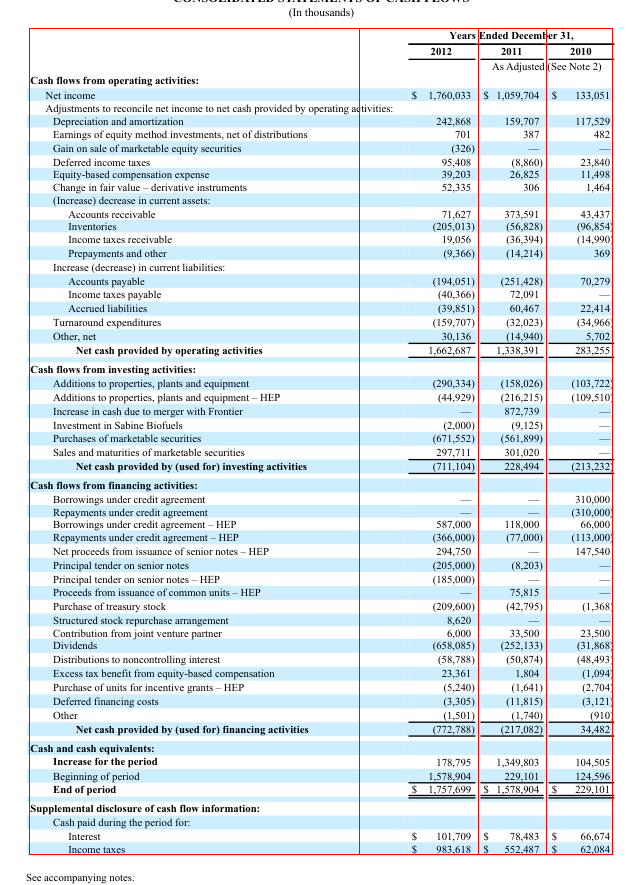 (In thousands)
Years Ended December 31,
2012 2011 2010
As Adjusted (See Note 2)
Cash flows from operating activities:
Net income $ 1,760,033 $ 1,059,704 $ 133,051
Adjustments to reconcile net income to net cash provided by operating activities:
Depreciation and amortization 242,868 159,707 117,529
Earnings of equity method investments, net of distributions 701 387 482
Gain on sale of marketable equity securities (326) — —
Deferred income taxes 95,408 (8,860) 23,840
Equity-based compensation expense 39,203 26,825 11,498
Change in fair value – derivative instruments 52,335 306 1,464
(Increase) decrease in current assets:
Accounts receivable 71,627 373,591 43,437
Inventories (205,013) (56,828) (96,854)
Income taxes receivable 19,056 (36,394) (14,990)
Prepayments and other (9,366) (14,214) 369
Increase (decrease) in current liabilities:
Accounts payable (194,051) (251,428) 70,279
Income taxes payable (40,366) 72,091 —
Accrued liabilities (39,851) 60,467 22,414
Turnaround expenditures (159,707) (32,023) (34,966)
Other, net 30,136 (14,940) 5,702
Net cash provided by operating activities 1,662,687 1,338,391 283,255
Cash flows from investing activities:
Additions to properties, plants and equipment (290,334) (158,026) (103,722)
Additions to properties, plants and equipment – HEP (44,929) (216,215) (109,510)
Increase in cash due to merger with Frontier — 872,739 —
Investment in Sabine Biofuels (2,000) (9,125) —
Purchases of marketable securities (671,552) (561,899) —
Sales and maturities of marketable securities 297,711 301,020 —
Net cash provided by (used for) investing activities (711,104) 228,494 (213,232)
Cash flows from financing activities:
Borrowings under credit agreement — — 310,000
Repayments under credit agreement — — (310,000)
Borrowings under credit agreement – HEP 587,000 118,000 66,000
Repayments under credit agreement – HEP (366,000) (77,000) (113,000)
Net proceeds from issuance of senior notes – HEP 294,750 — 147,540
Principal tender on senior notes (205,000) (8,203) —
Principal tender on senior notes – HEP (185,000) — —
Proceeds from issuance of common units – HEP — 75,815 —
Purchase of treasury stock (209,600) (42,795) (1,368)
Structured stock repurchase arrangement 8,620 — —
Contribution from joint venture partner 6,000 33,500 23,500
Dividends (658,085) (252,133) (31,868)
Distributions to noncontrolling interest (58,788) (50,874) (48,493)
Excess tax benefit from equity-based compensation 23,361 1,804 (1,094)
Purchase of units for incentive grants – HEP (5,240) (1,641) (2,704)
Deferred financing costs (3,305) (11,815) (3,121)
Other (1,501) (1,740) (910)
Net cash provided by (used for) financing activities (772,788) (217,082) 34,482
Cash and cash equivalents:
Increase for the period 178,795 1,349,803 104,505
Beginning of period 1,578,904 229,101 124,596
End of period $ 1,757,699 $ 1,578,904 $ 229,101
Supplemental disclosure of cash flow information:
Cash paid during the period for:
Interest $ 101,709 $ 78,483 $ 66,674
Income taxes $ 983,618 $ 552,487 $ 62,084
See accompanying notes.